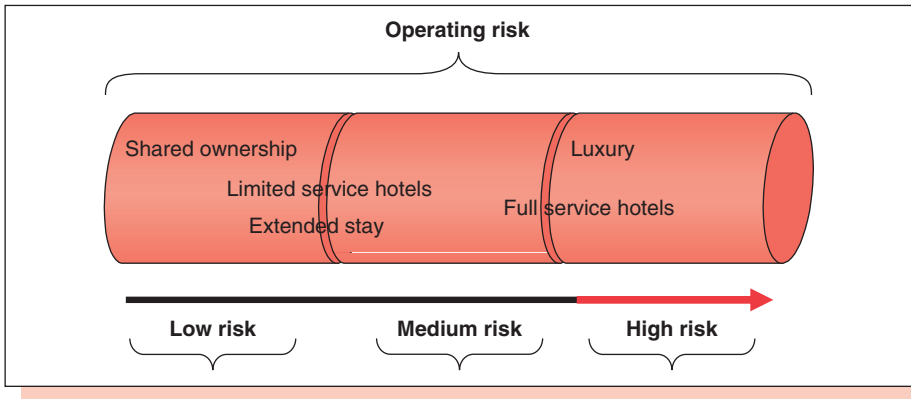 Operating risk
Shared ownership
Luxury
Limited service hotels
Full service hotels
Extended stay
Low risk
Medium risk
High risk